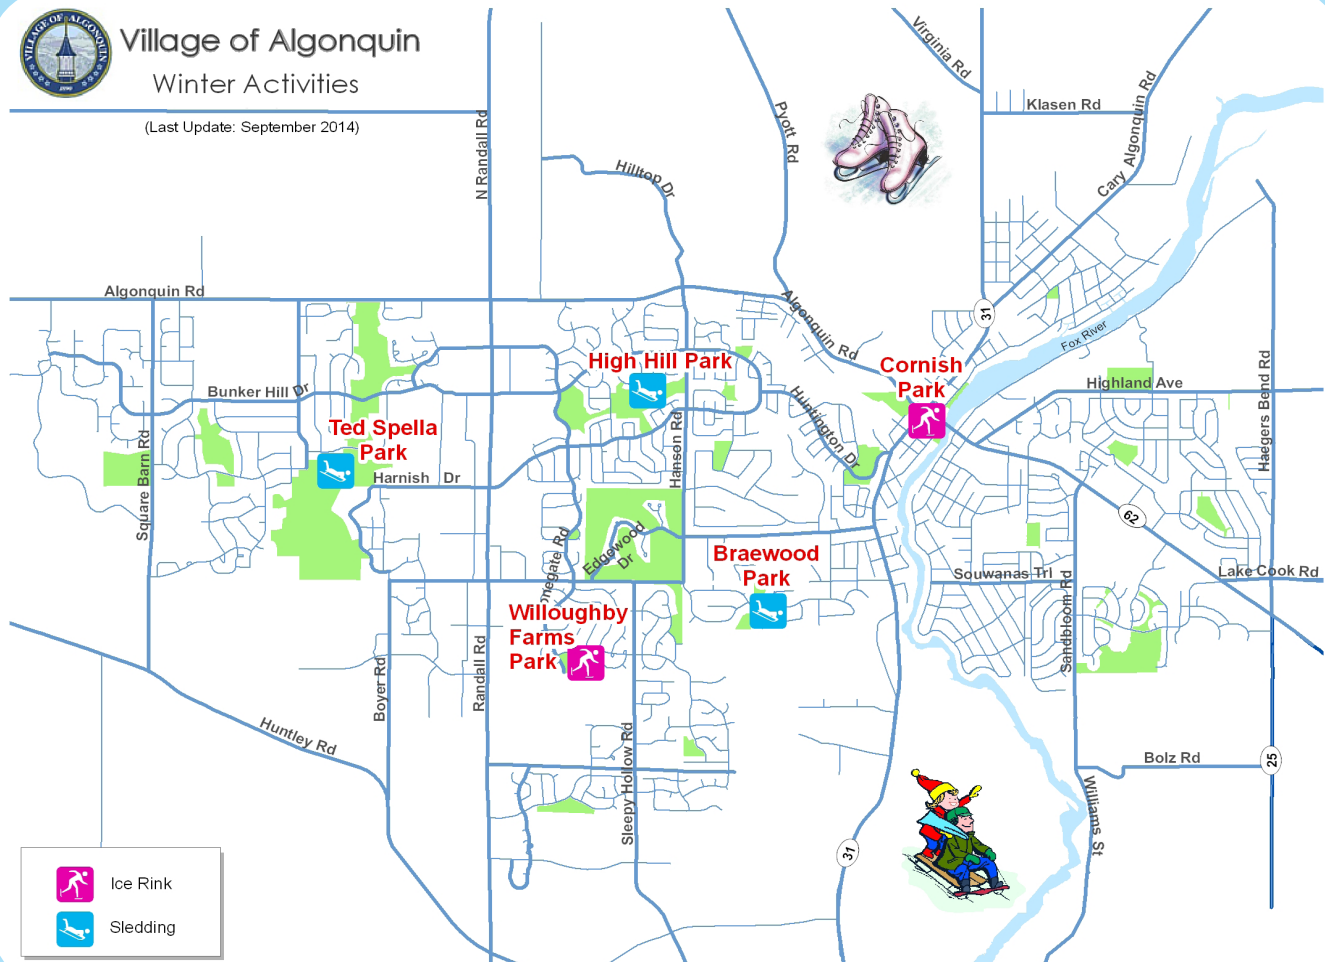 VILLAGE OF ALGONQUIN
1890
Village of Algonquin
Winter Activities
(Last Update: September 2014)
N Randall Rd
Hilltop Dr
Pyott Rd
Virginia Rd
Klasen Rd
Cary Algonquin Rd
Algonquin Rd
Algonquin Rd
31
Fox River
High Hill Park
Cornish
Park
Bunker Hill Dr
Highland Ave
Haegers Bend Rd
Huntington Dr
Ted Spella
Park
Square Barn Rd
Harnish Dr
Hanson Rd
62
Edgewood
Dr
Braewood
Park
Souwanas Trl
Lake Cook Rd
Sandbloom Rd
Willoughby
Farms
Park
Boyer Rd
Randall Rd
Huntley Rd
Sleepy Hollow Rd
Bolz Rd
25
Williams St
31
Ice Rink
Sledding